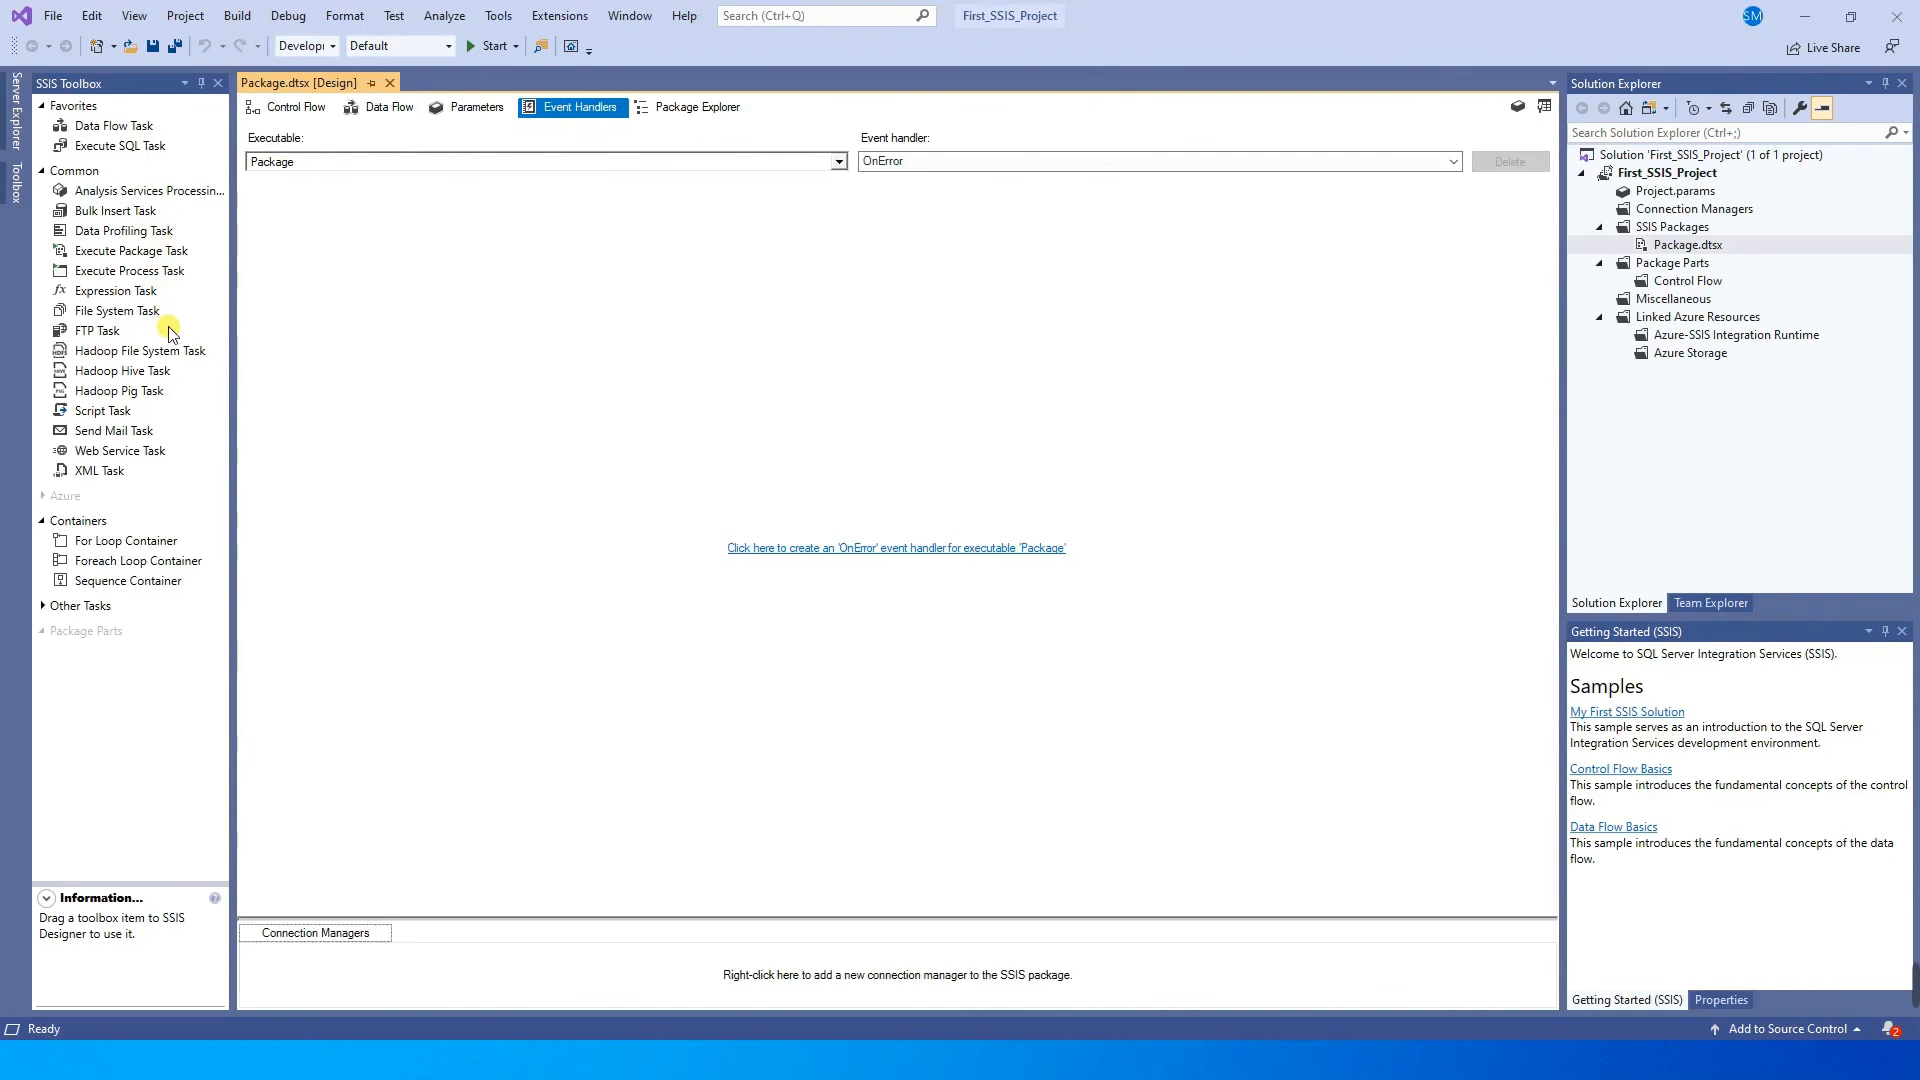 File Edit View Project Build Debug Format Test Analyze Tools Extensions Window Help Search (Ctrl+Q) First_SSIS_Project SM
Developı Default Start Live Share
Server Explorer
Toolbox
SSIS Toolbox
Favorites
Data Flow Task
Execute SQL Task
Common
Analysis Services Processin...
Bulk Insert Task
Data Profiling Task
Execute Package Task
Execute Process Task
Expression Task
File System Task
FTP Task
Hadoop File System Task
Hadoop Hive Task
Hadoop Pig Task
Script Task
Send Mail Task
Web Service Task
XML Task
Azure
Containers
For Loop Container
Foreach Loop Container
Sequence Container
Other Tasks
Package Parts
Information...
Drag a toolbox item to SSIS
Designer to use it.
Package.dtsx [Design]
Control Flow Data Flow Parameters Event Handlers Package Explorer
Executable: Event handler:
Package OnError Delete
Click here to create an 'OnError' event handler for executable 'Package'
Connection Managers
Right-click here to add a new connection manager to the SSIS package.
Solution Explorer
Search Solution Explorer (Ctrl+;)
Solution 'First_SSIS_Project' (1 of 1 project)
First_SSIS_Project
Project.params
Connection Managers
SSIS Packages
Package.dtsx
Package Parts
Control Flow
Miscellaneous
Linked Azure Resources
Azure-SSIS Integration Runtime
Azure Storage
Solution Explorer Team Explorer
Getting Started (SSIS)
Welcome to SQL Server Integration Services (SSIS).
Samples
My First SSIS Solution
This sample serves as an introduction to the SQL Server
Integration Services development environment.
Control Flow Basics
This sample introduces the fundamental concepts of the control
flow.
Data Flow Basics
This sample introduces the fundamental concepts of the data
flow.
Getting Started (SSIS) Properties
Ready Add to Source Control 2